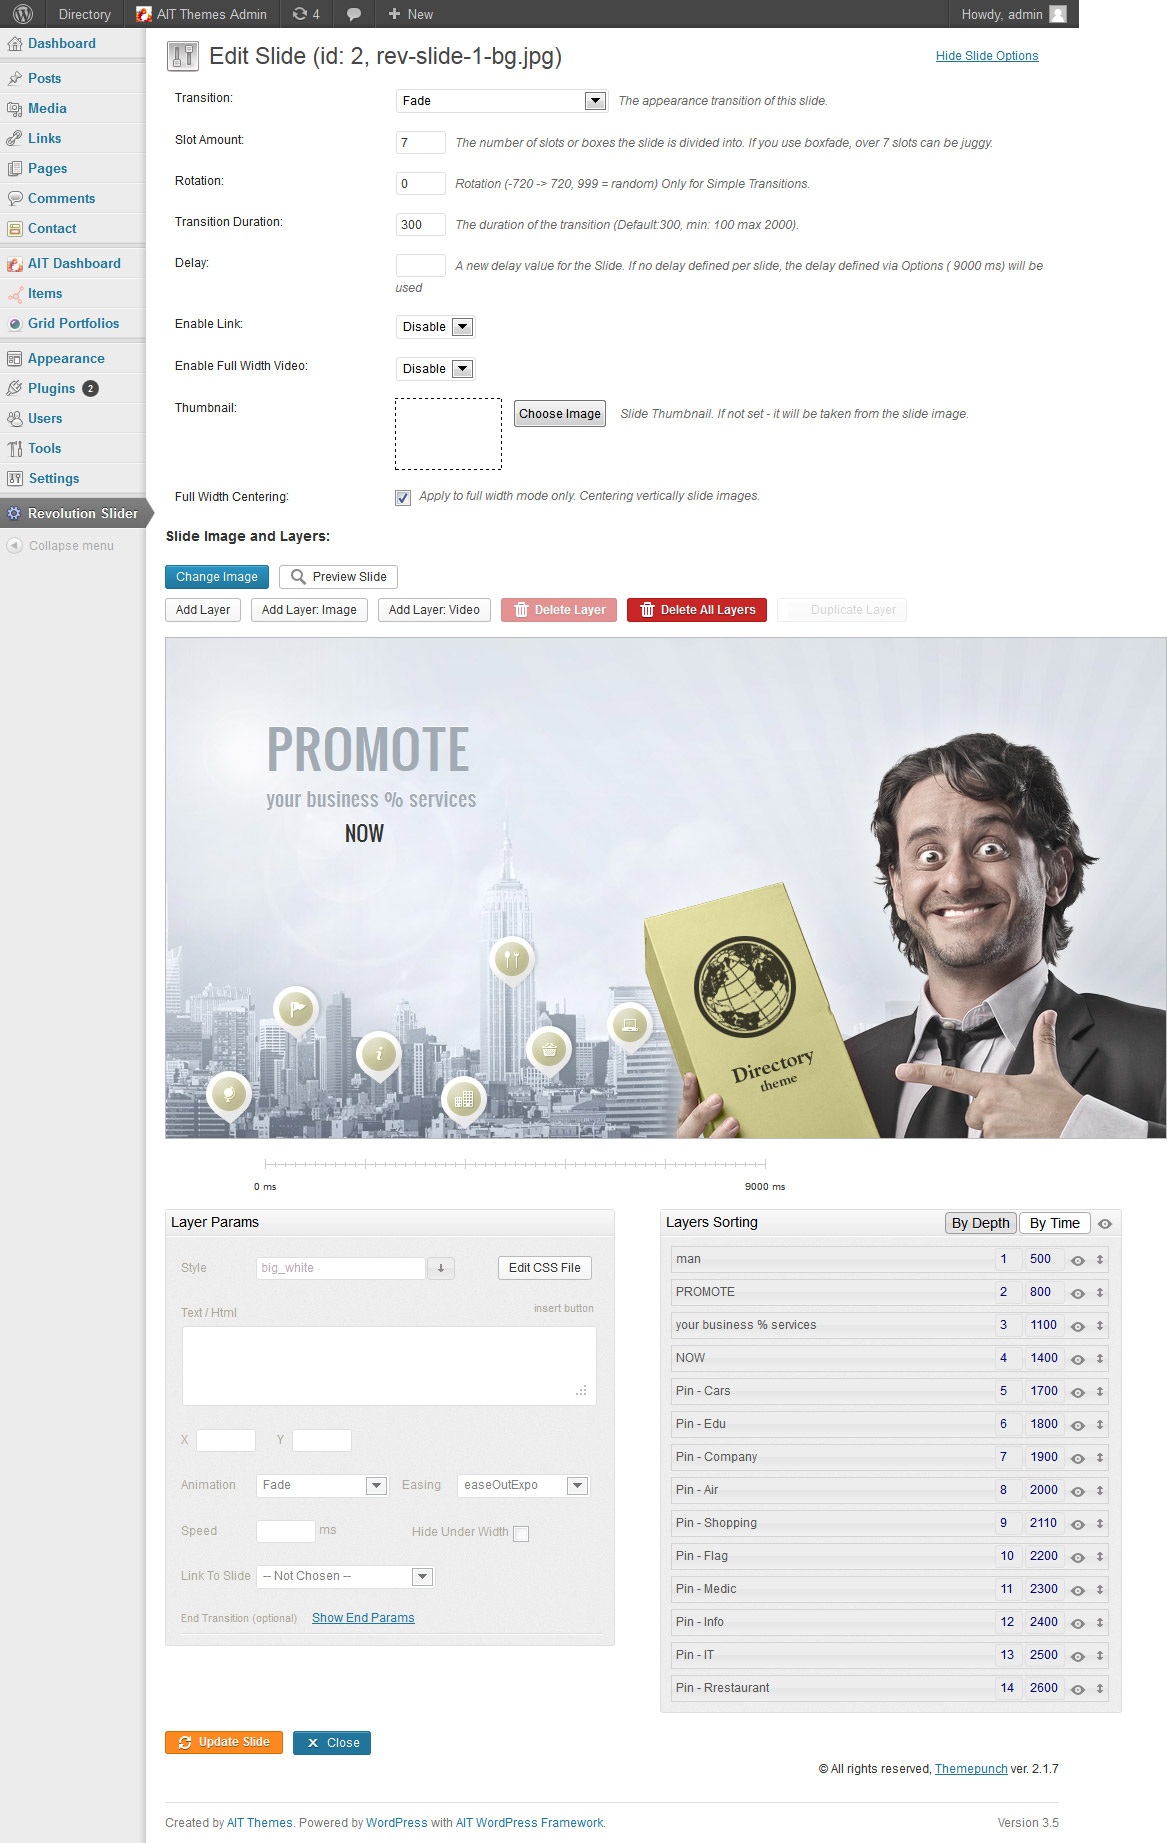 Directory AIT Themes Admin 4 New Howdy, admin
Dashboard
Posts
Media
Links
Pages
Comments
Contact
AIT Dashboard
Items
Grid Portfolios
Appearance
Plugins 2
Users
Tools
Settings
Revolution Slider
Collapse menu
Edit Slide (id: 2, rev-slide-1-bg.jpg) Hide Slide Options
Transition: Fade The appearance transition of this slide.
Slot Amount: 7 The number of slots or boxes the slide is divided into. If you use boxfade, over 7 slots can be juggy.
Rotation: 0 Rotation (-720 -> 720, 999 = random) Only for Simple Transitions.
Transition Duration: 300 The duration of the transition (Default:300, min: 100 max 2000).
Delay: A new delay value for the Slide. If no delay defined per slide, the delay defined via Options ( 9000 ms) will be
used
Enable Link: Disable
Enable Full Width Video: Disable
Thumbnail: Choose Image Slide Thumbnail. If not set - it will be taken from the slide image.
Full Width Centering: Apply to full width mode only. Centering vertically slide images.
Slide Image and Layers:
Change Image Preview Slide
Add Layer Add Layer: Image Add Layer: Video Delete Layer Delete All Layers Duplicate Layer
PROMOTE
your business % services
NOW
i
Directory
theme
0 ms 9000 ms
Layer Params
Style big_white Edit CSS File
Text / Html insert button
X Y
Animation Fade Easing easeOutExpo
Speed ms Hide Under Width
Link To Slide -- Not Chosen --
End Transition (optional) Show End Params
Layers Sorting By Depth By Time
man 1 500
PROMOTE 2 800
your business % services 3 1100
NOW 4 1400
Pin - Cars 5 1700
Pin - Edu 6 1800
Pin - Company 7 1900
Pin - Air 8 2000
Pin - Shopping 9 2110
Pin - Flag 10 2200
Pin - Medic 11 2300
Pin - Info 12 2400
Pin - IT 13 2500
Pin - Rrestaurant 14 2600
Update Slide Close
© All rights reserved, Themepunch ver. 2.1.7
Created by AIT Themes. Powered by WordPress with AIT WordPress Framework. Version 3.5